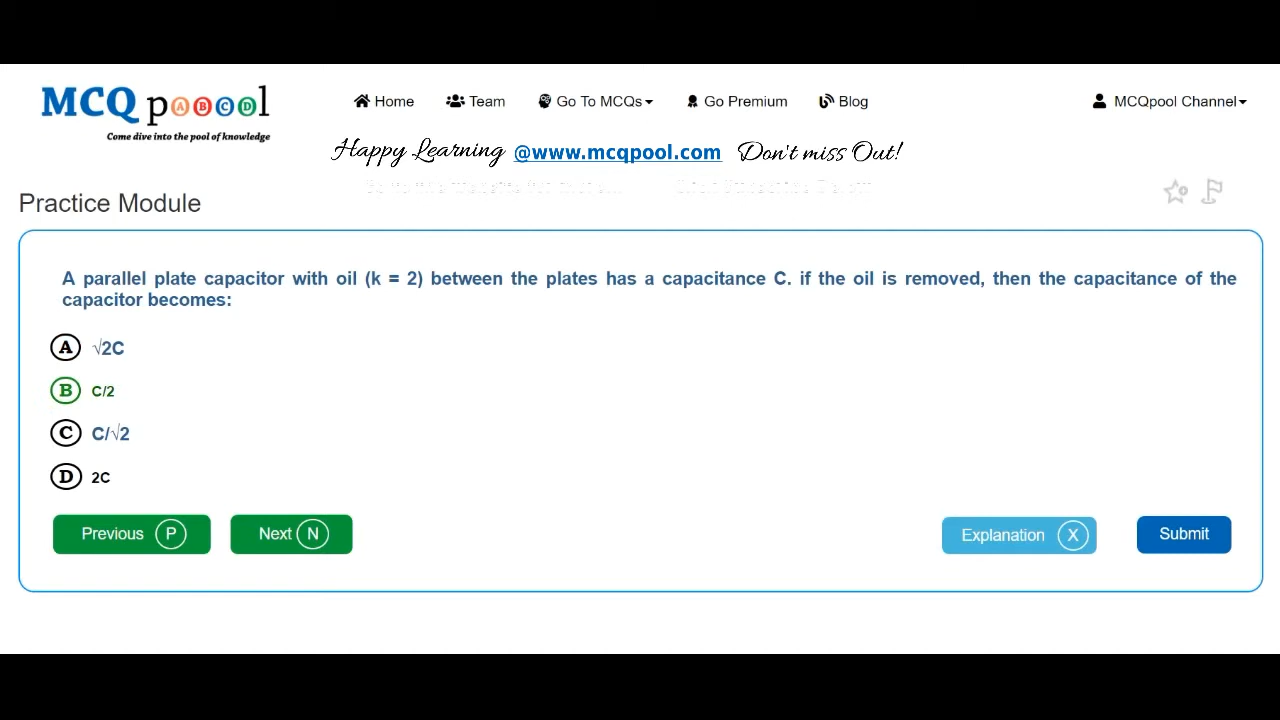 MCQ pooool
Come dive into the pool of knowledge
Home Team Go To MCQs Go Premium Blog MCQpool Channel
Happy Learning @www.mcqpool.com Don't miss Out!
Practice Module
A parallel plate capacitor with oil (k = 2) between the plates has a capacitance C. if the oil is removed, then the capacitance of the
capacitor becomes:
A √2C
B C/2
C C/√2
D 2C
Previous P Next N Explanation X Submit